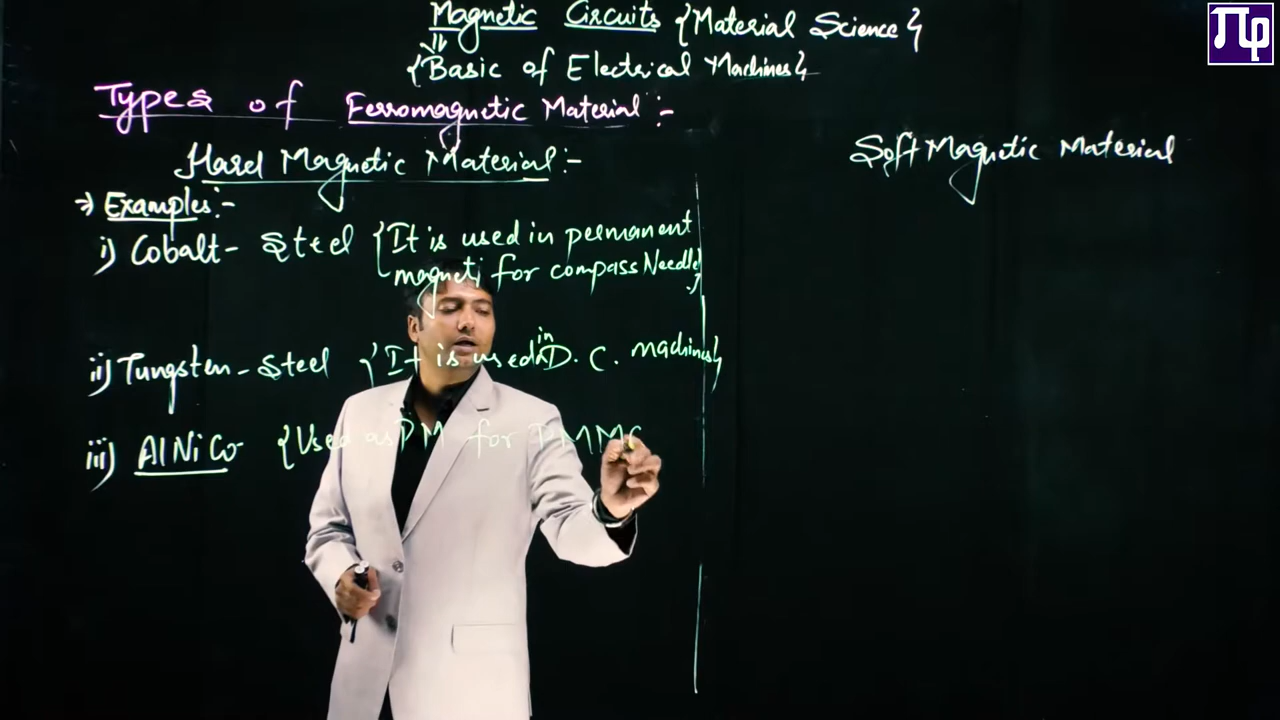 Magnetic Circuits {Material Science}
{Basic of Electrical Machines}
Types of Ferromagnetic Material:-
Hard Magnetic Material:-
Soft Magnetic Material
→ Examples:-
i) Cobalt- Steel {It is used in permanent
magneti for compass Needle}
ii) Tungsten- Steel {It is used in D.C. machines}
iii) AlNiCo- {Used as PM for PMMC
πφ